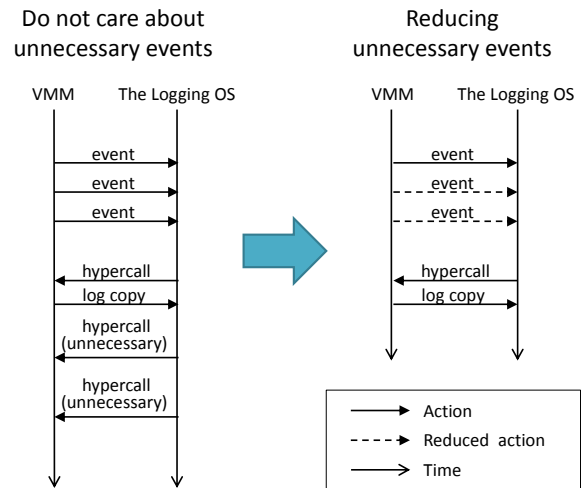 Do not care about
unnecessary events
VMM
The Logging OS
event
event
event
hypercall
log copy
hypercall
(unnecessary)
hypercall
(unnecessary)
Reducing
unnecessary events
VMM
The Logging OS
event
event
event
hypercall
log copy
Action
Reduced action
Time